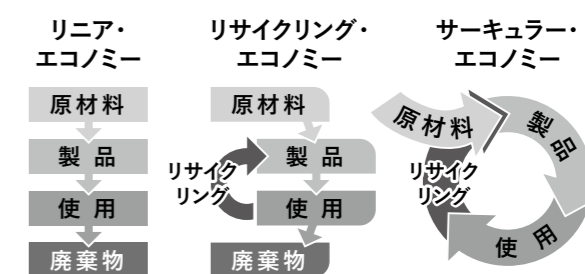 リニア・
エコノミー
原材料
製品
使用
廃棄物
リサイクリング・
エコノミー
原材料
製品
リサイク
リング
使用
廃棄物
サーキュラー・
エコノミー
原材料
製品
リサイク
リング
使用